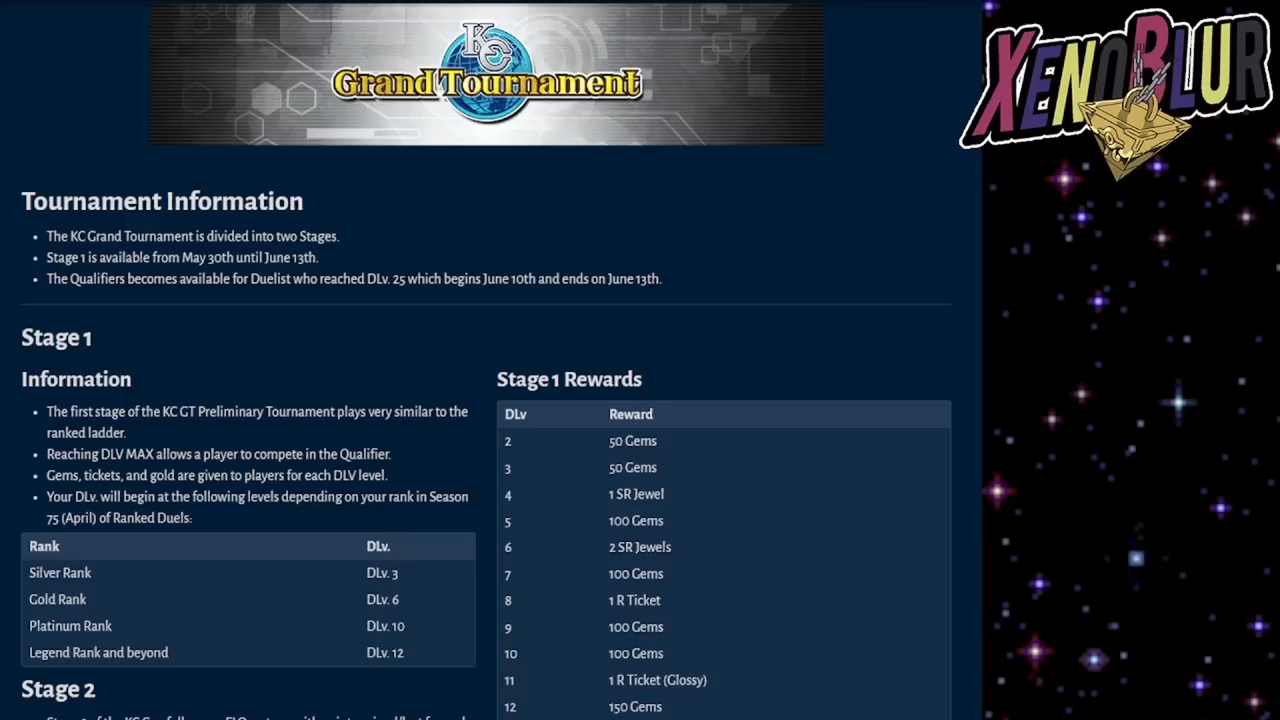 KC
Grand Tournament
XENOBLUR
Tournament Information
• The KC Grand Tournament is divided into two Stages.
• Stage 1 is available from May 30th until June 13th.
• The Qualifiers becomes available for Duelist who reached DLv. 25 which begins June 10th and ends on June 13th.
Stage 1
Information
• The first stage of the KC GT Preliminary Tournament plays very similar to the
ranked ladder.
• Reaching DLV MAX allows a player to compete in the Qualifier.
• Gems, tickets, and gold are given to players for each DLV level.
• Your DLv. will begin at the following levels depending on your rank in Season
75 (April) of Ranked Duels:
Rank DLv.
Silver Rank DLv. 3
Gold Rank DLv. 6
Platinum Rank DLv. 10
Legend Rank and beyond DLv. 12
Stage 2
Stage 1 Rewards
DLv Reward
2 50 Gems
3 50 Gems
4 1 SR Jewel
5 100 Gems
6 2 SR Jewels
7 100 Gems
8 1 R Ticket
9 100 Gems
10 100 Gems
11 1 R Ticket (Glossy)
12 150 Gems